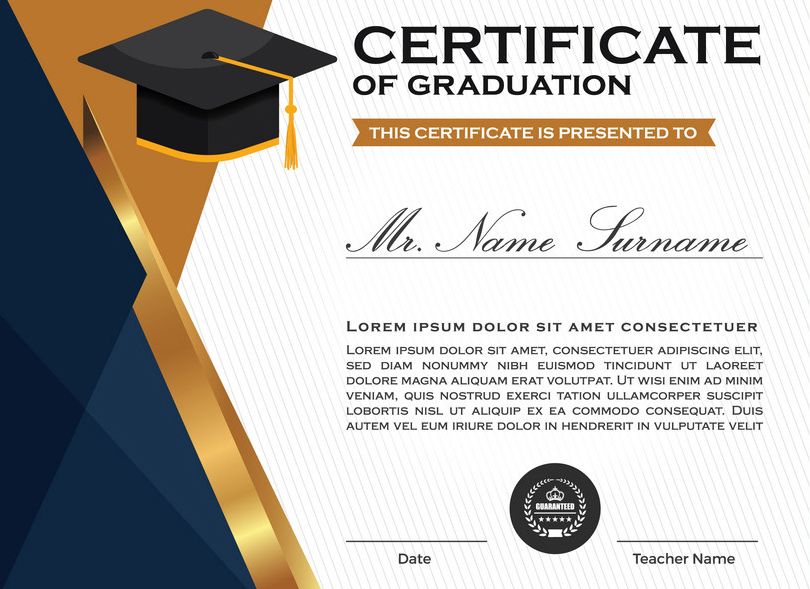 CERTIFICATE
OF GRADUATION
THIS CERTIFICATE IS PRESENTED TO
Mr. Name Surname
LOREM IPSUM DOLOR SIT AMET CONSECTETUER
LOREM IPSUM DOLOR SIT AMET, CONSECTETUER ADIPISCING ELIT,
SED DIAM NONUMMY NIBH EUISMOD TINCIDUNT UT LAOREET
DOLORE MAGNA ALIQUAM ERAT VOLUTPAT. UT WISI ENIM AD MINIM
VENIAM, QUIS NOSTRUD EXERCI TATION ULLAMCORPER SUSCIPIT
LOBORTIS NISL UT ALIQUIP EX EA COMMODO CONSEQUAT. DUIS
AUTEM VEL EUM IRIURE DOLOR IN HENDRERIT IN VULPUTATE VELIT
GUARANTEED
Date
Teacher Name